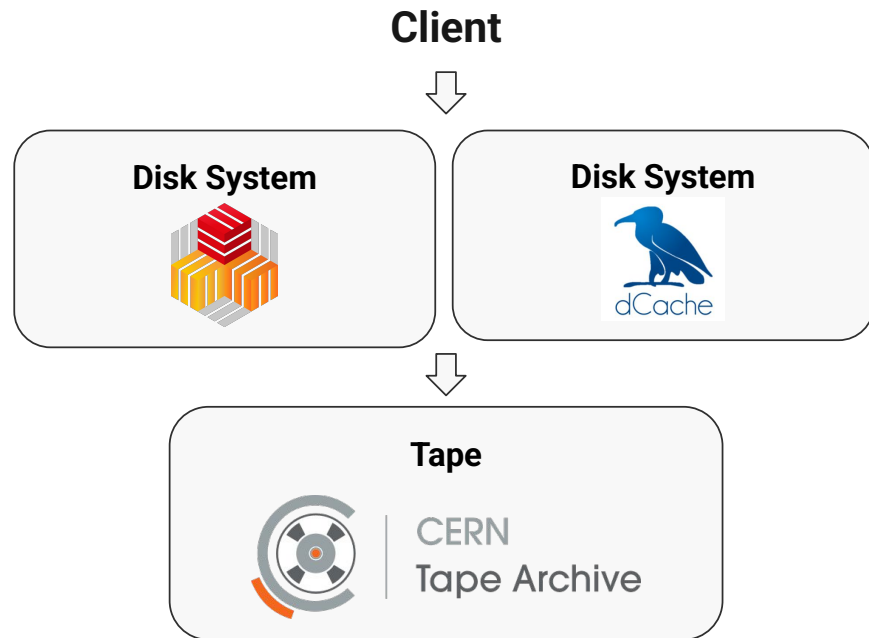 Client
Disk System
Disk System
dCache
Tape
CERN
Tape Archive